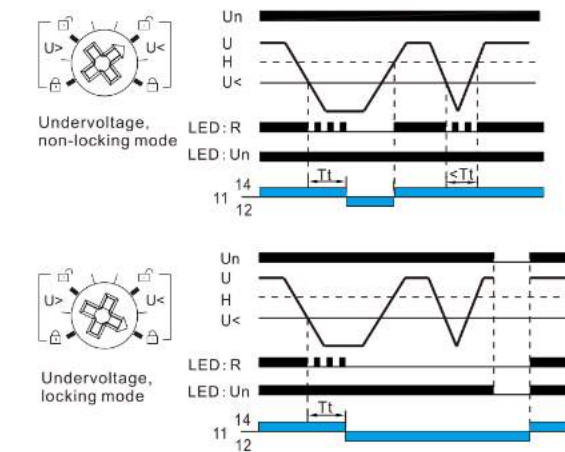 U> U<
Undervoltage,
non-locking mode
Un
U
H
U<
LED:R
LED:Un
Tt <Tt
11 14
12
U> U<
Undervoltage,
locking mode
Un
U
H
U<
LED:R
LED:Un
Tt
11 14
12